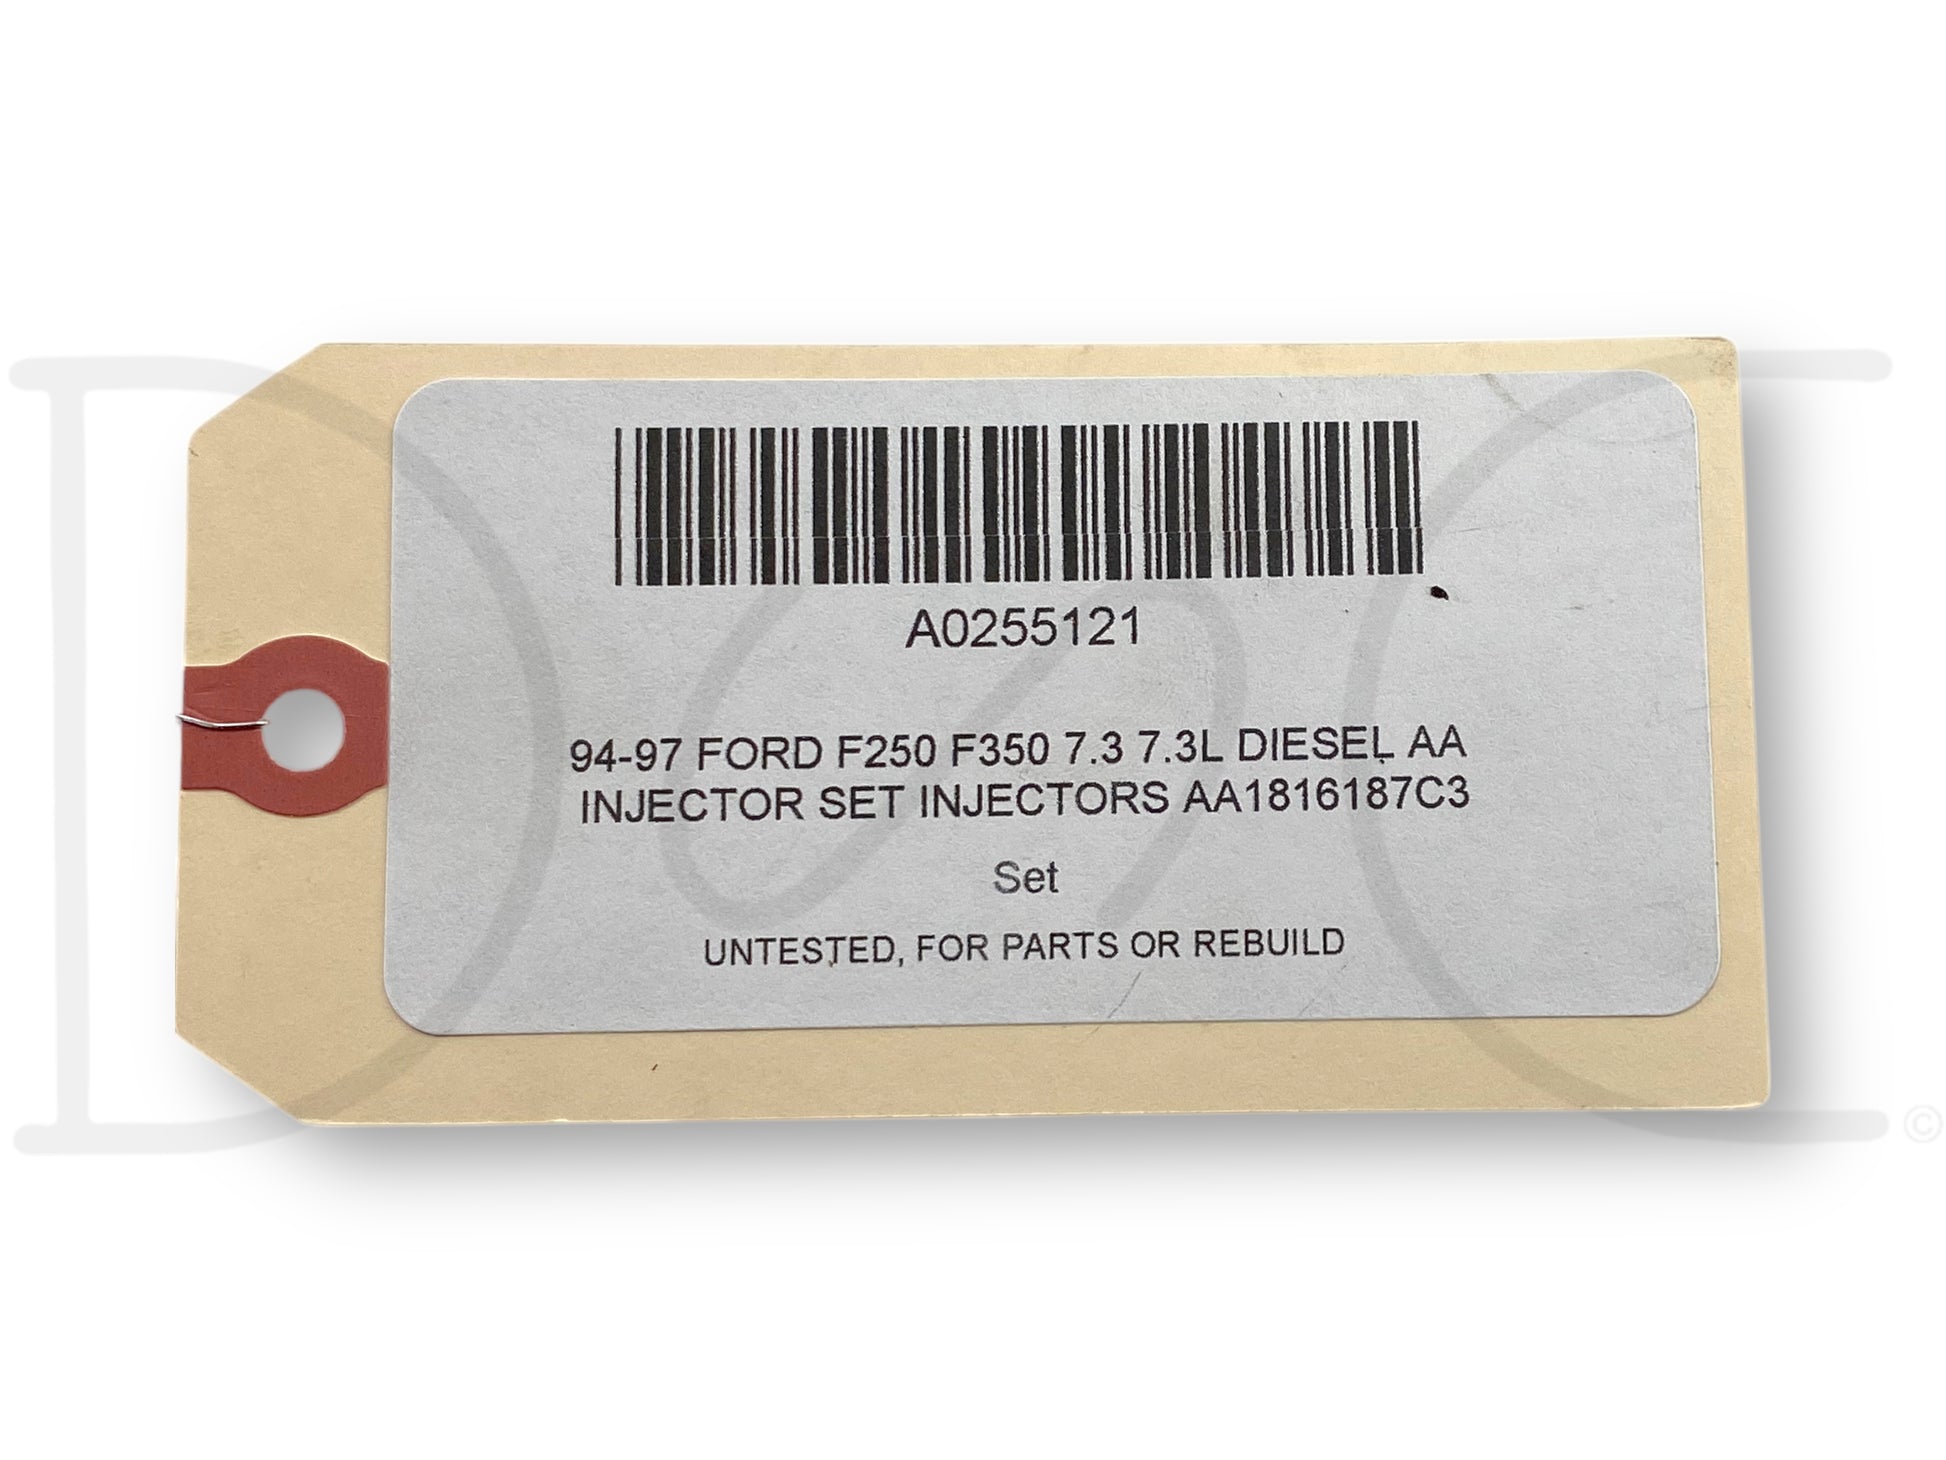 A0255121
94-97 FORD F250 F350 7.3 7.3L DIESEL AA
INJECTOR SET INJECTORS AA1816187C3
Set
UNTESTED, FOR PARTS OR REBUILD
©